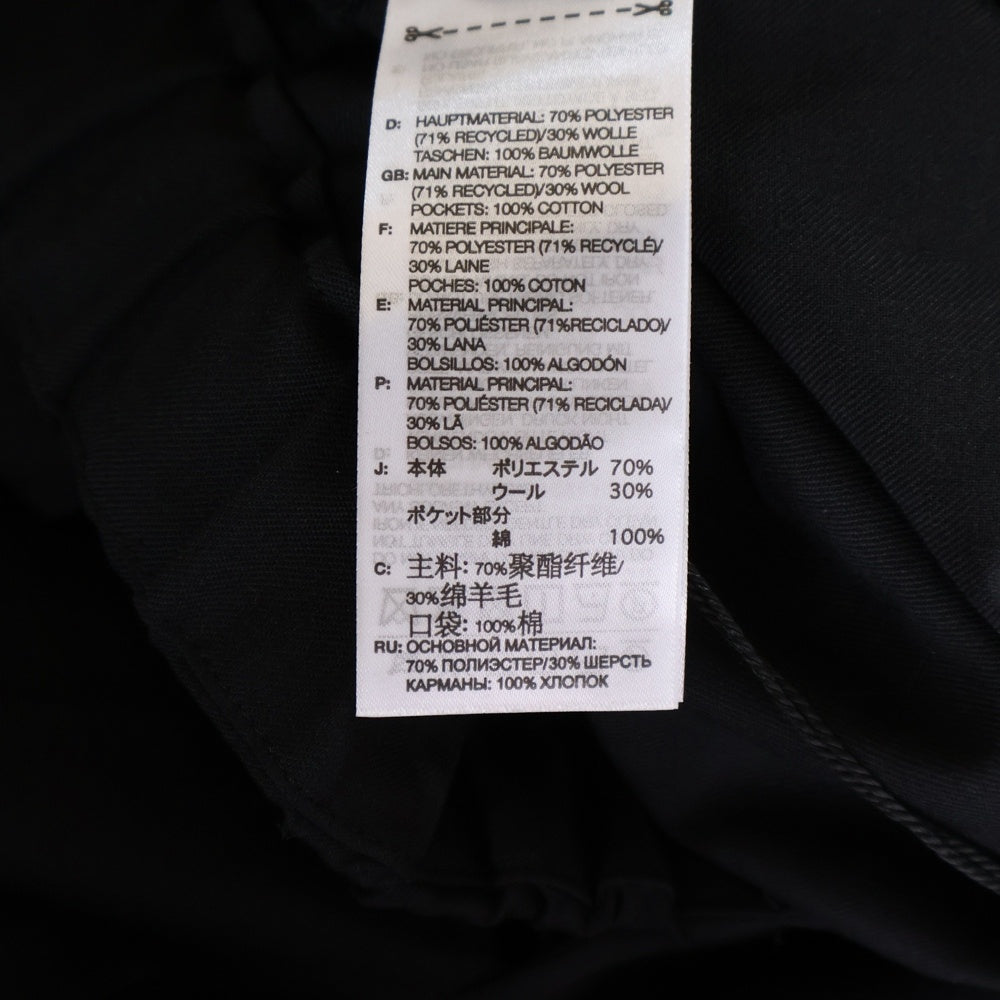 D: HAUPTMATERIAL: 70% POLYESTER
(71% RECYCLED)/30% WOLLE
TASCHEN: 100% BAUMWOLLE
GB: MAIN MATERIAL: 70% POLYESTER
(71% RECYCLED)/30% WOOL
POCKETS: 100% COTTON
F: MATIERE PRINCIPALE:
70% POLYESTER (71% RECYCLÉ)/
30% LAINE
POCHES: 100% COTON
E: MATERIAL PRINCIPAL:
70% POLIÉSTER (71%RECICLADO)/
30% LANA
BOLSILLOS: 100% ALGODÓN
P: MATERIAL PRINCIPAL:
70% POLIÉSTER (71% RECICLADA)/
30% LÃ
BOLSOS: 100% ALGODÃO
J: 本体 ポリエステル 70%
ウール 30%
ポケット部分
綿 100%
C: 主料: 70%聚酯纤维/
30%绵羊毛
口袋: 100%棉
RU: ОСНОВНОЙ МАТЕРИАЛ:
70% ПОЛИЭСТЕР/30% ШЕРСТЬ
КАРМАНЫ: 100% ХЛОПОК